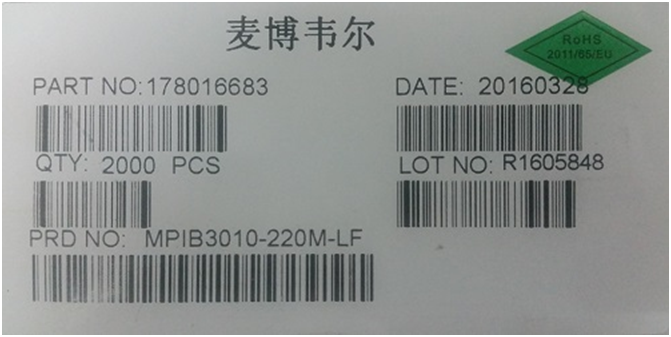 麦博韦尔
RoHS
2011/65/EU
PART NO:178016683
DATE: 20160328
QTY: 2000 PCS
LOT NO: R1605848
PRD NO: MPIB3010-220M-LF